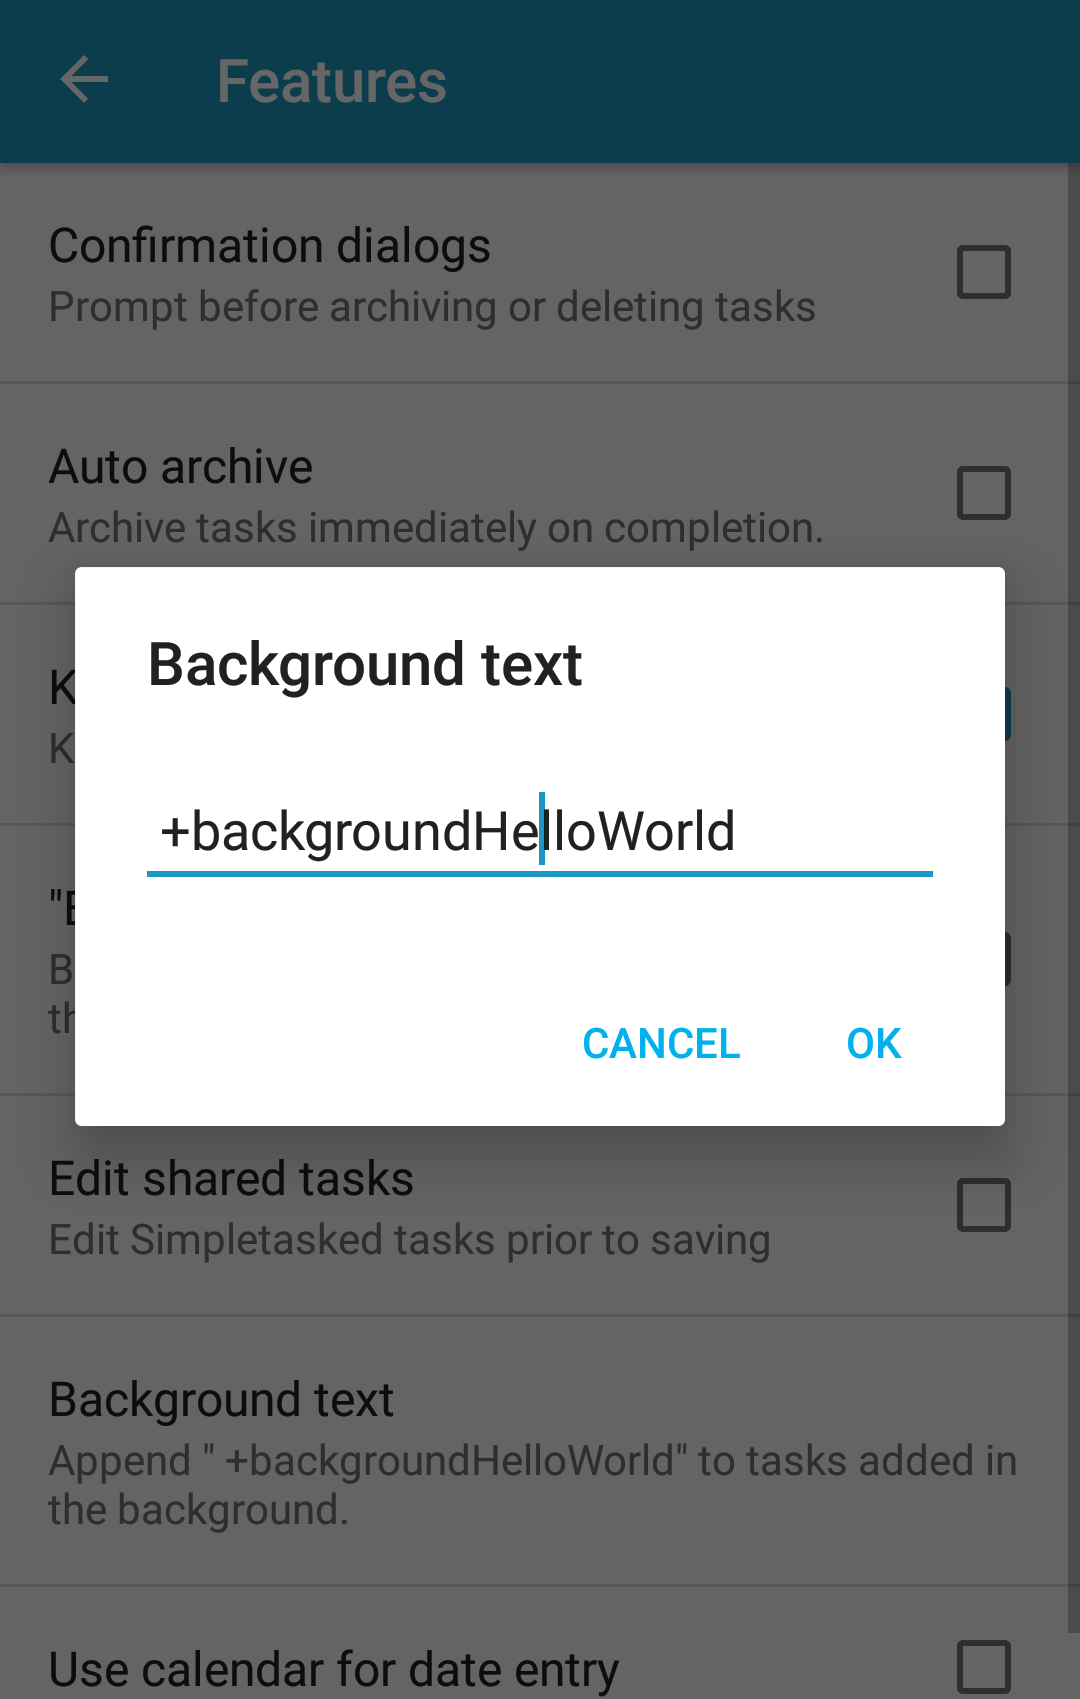 Features
Confirmation dialogs
Prompt before archiving or deleting tasks
Auto archive
Archive tasks immediately on completion.
Background text
+backgroundHelloWorld
CANCEL OK
Edit shared tasks
Edit Simpletasked tasks prior to saving
Background text
Append " +backgroundHelloWorld" to tasks added in
the background.
Use calendar for date entry